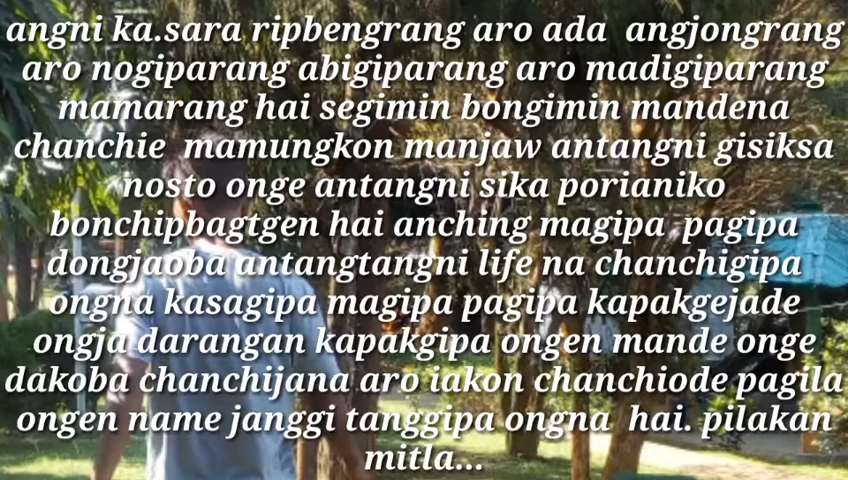 angni ka.sara ripbengrang aro ada angjongrang
aro nogiparang abigiparang aro madigiparang
mamarang hai segimin bongimin mandena
chanchie mamungkon manjaw antangni gisiksa
nosto onge antangni sika porianiko
bonchipbagtgen hai anching magipa pagipa
dongjaoba antangtangni life na chanchigipa
ongna kasagipa magipa pagipa kapakgejade
ongja darangan kapakgipa ongen mande onge
dakoba chanchijana aro iakon chanchiode pagila
ongen name janggi tanggipa ongna hai. pilakan
mitla...